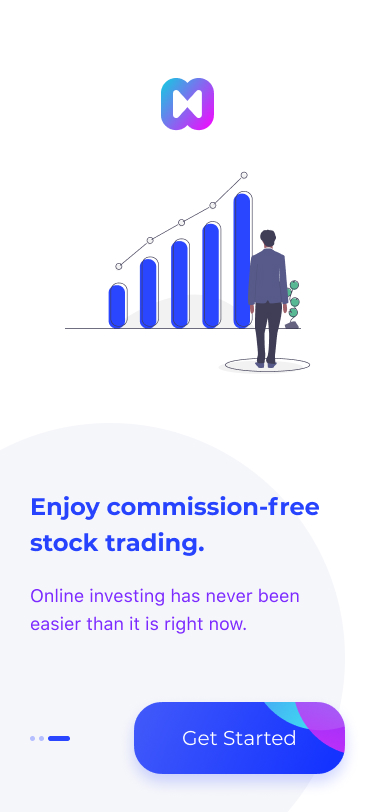 Enjoy commission-free
stock trading.
Online investing has never been
easier than it is right now.
Get Started